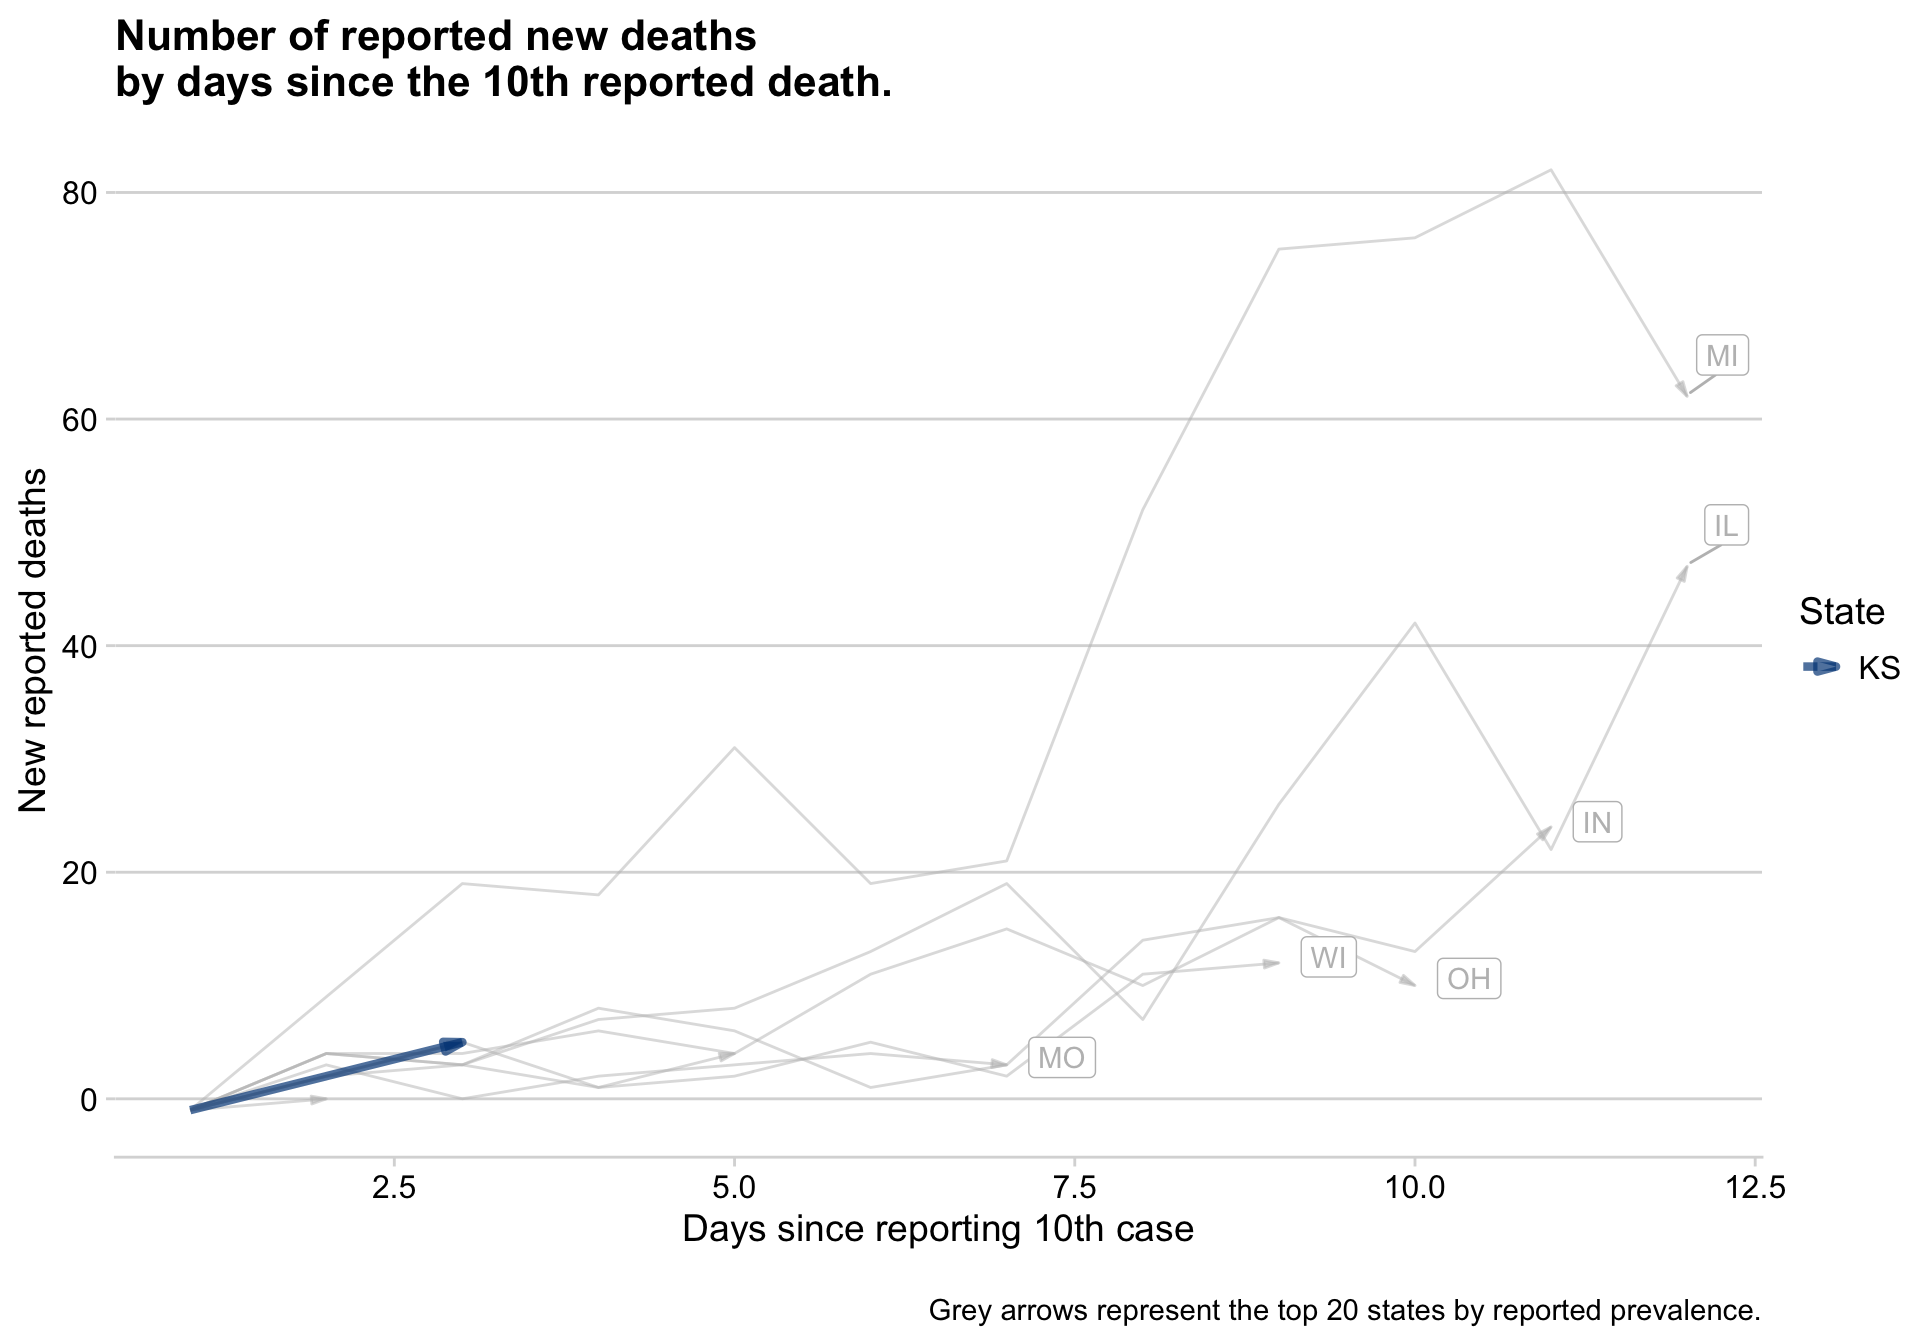 Number of reported new deaths
by days since the 10th reported death.
New reported deaths
80
60
40
20
0
MI
IL
IN
WI
OH
MO
2.5
5.0
7.5
10.0
12.5
Days since reporting 10th case
State
KS
Grey arrows represent the top 20 states by reported prevalence.